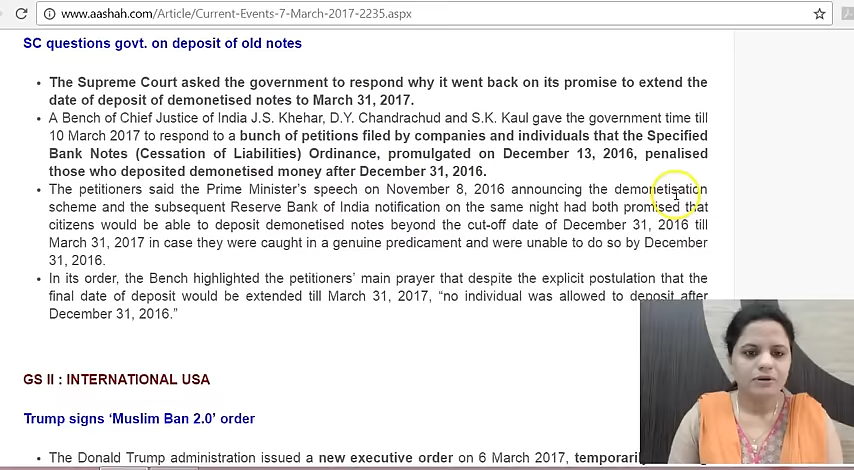 www.aashah.com/Article/Current-Events-7-March-2017-2235.aspx
SC questions govt. on deposit of old notes
• The Supreme Court asked the government to respond why it went back on its promise to extend the
date of deposit of demonetised notes to March 31, 2017.
• A Bench of Chief Justice of India J.S. Khehar, D.Y. Chandrachud and S.K. Kaul gave the government time till
10 March 2017 to respond to a bunch of petitions filed by companies and individuals that the Specified
Bank Notes (Cessation of Liabilities) Ordinance, promulgated on December 13, 2016, penalised
those who deposited demonetised money after December 31, 2016.
• The petitioners said the Prime Minister's speech on November 8, 2016 announcing the demonetisation
scheme and the subsequent Reserve Bank of India notification on the same night had both promised that
citizens would be able to deposit demonetised notes beyond the cut-off date of December 31, 2016 till
March 31, 2017 in case they were caught in a genuine predicament and were unable to do so by December
31, 2016.
• In its order, the Bench highlighted the petitioners' main prayer that despite the explicit postulation that the
final date of deposit would be extended till March 31, 2017, “no individual was allowed to deposit after
December 31, 2016.”
GS II : INTERNATIONAL USA
Trump signs ‘Muslim Ban 2.0’ order
• The Donald Trump administration issued a new executive order on 6 March 2017,